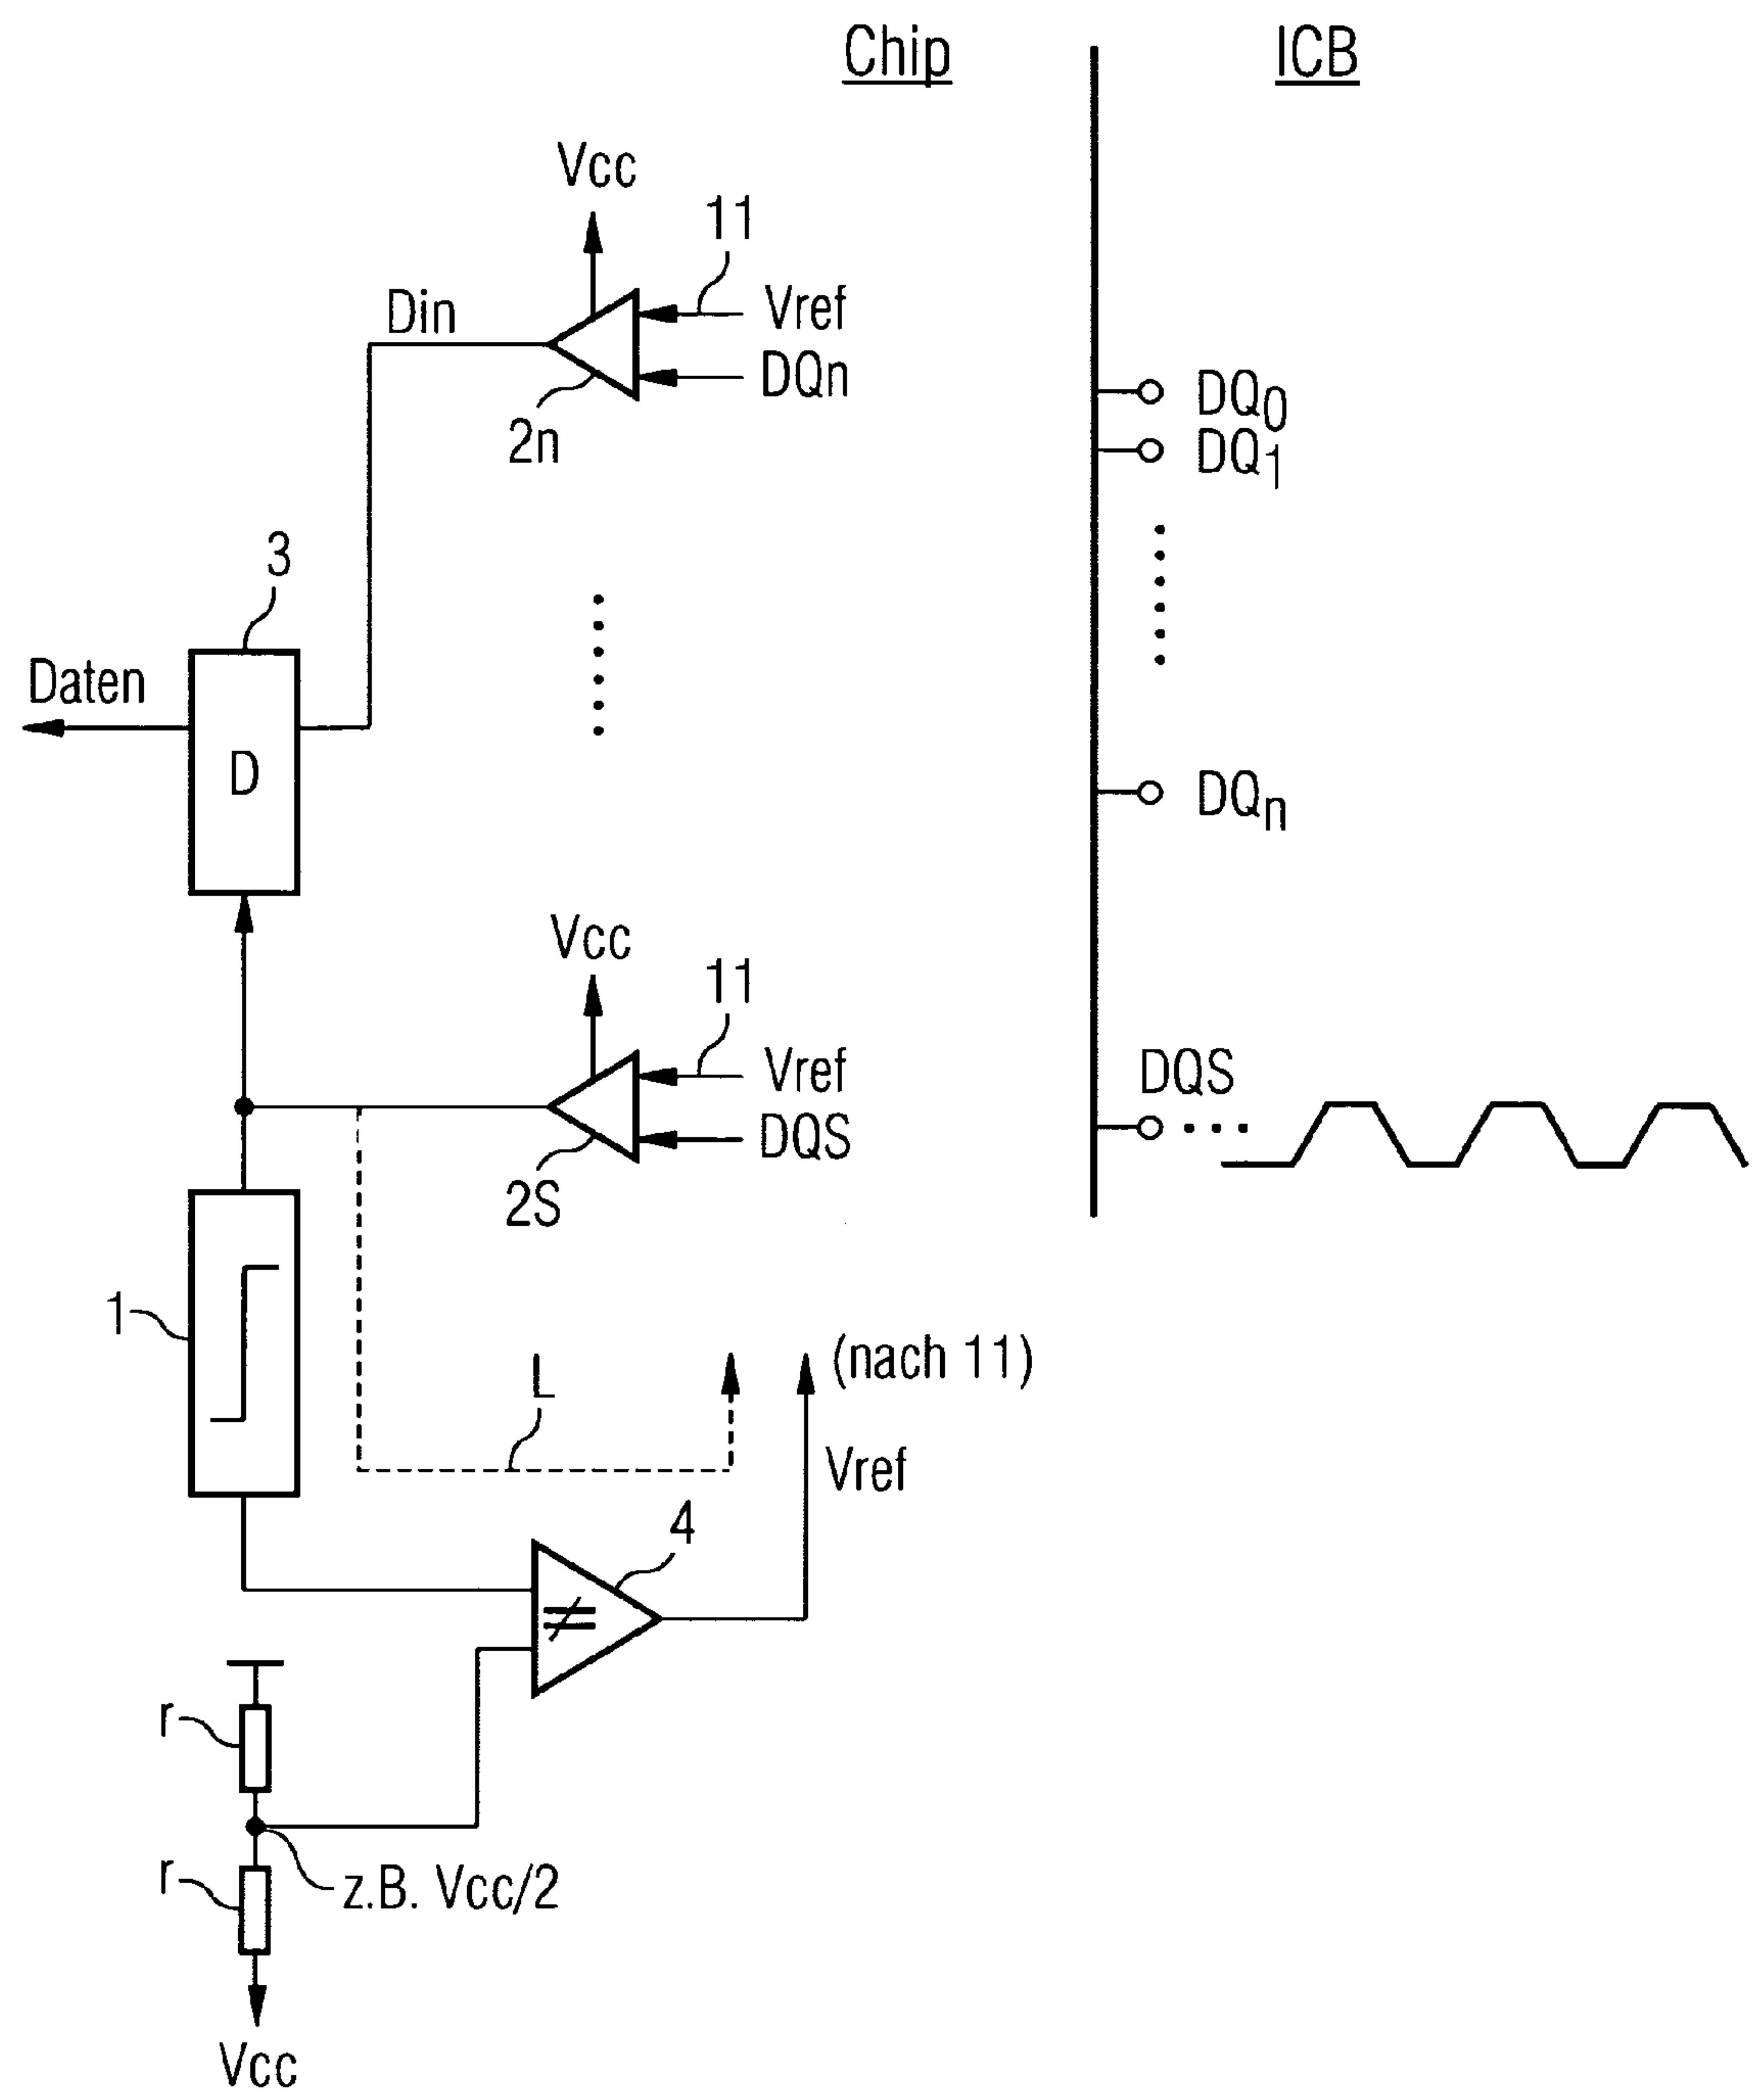 Chip
ICB
Vcc
11
Din
Vref
DQn
2n
DQ0
DQ1
3
Daten
D
DQn
Vcc
11
Vref
DQS
2S
DQS
1
L
(nach 11)
Vref
4
r
r
z.B. Vcc/2
Vcc